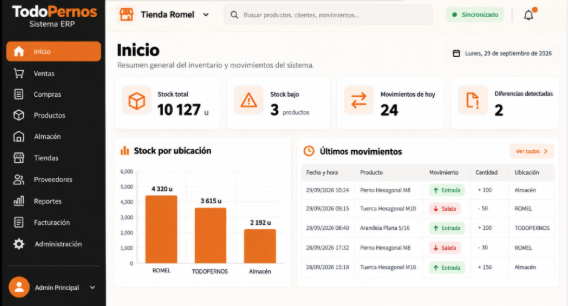 TodoPernos
Sistema ERP
Inicio
Ventas
Compras
Productos
Almacén
Tiendas
Proveedores
Reportes
Facturación
Administración
Admin Principal
Tienda Romel
Buscar productos, clientes, movimientos...
Sincronizado
Inicio
Resumen general del inventario y movimientos del sistema.
Lunes, 29 de septiembre de 2026
Stock total
10 127 u
Stock bajo
3 productos
Movimientos de hoy
24
Diferencias detectadas
2
Stock por ubicación
6,000
5,000
4,000
3,000
2,000
1,000
0
4 320 u
3 615 u
2 192 u
ROMEL TODOPERNOS Almacén
Últimos movimientos
Ver todos
Fecha y hora Producto Movimiento Cantidad Ubicación
29/09/2026 10:24 Perno Hexagonal M8 Entrada + 100 Almacén
29/09/2026 09:15 Tuerca Hexagonal M10 Salida - 50 ROMEL
29/09/2026 08:40 Arandela Plana 5/16 Entrada + 200 TODOPERNOS
28/09/2026 17:32 Perno Hexagonal M8 Salida - 30 ROMEL
28/09/2026 15:19 Tuerca Hexagonal M10 Entrada + 150 Almacén